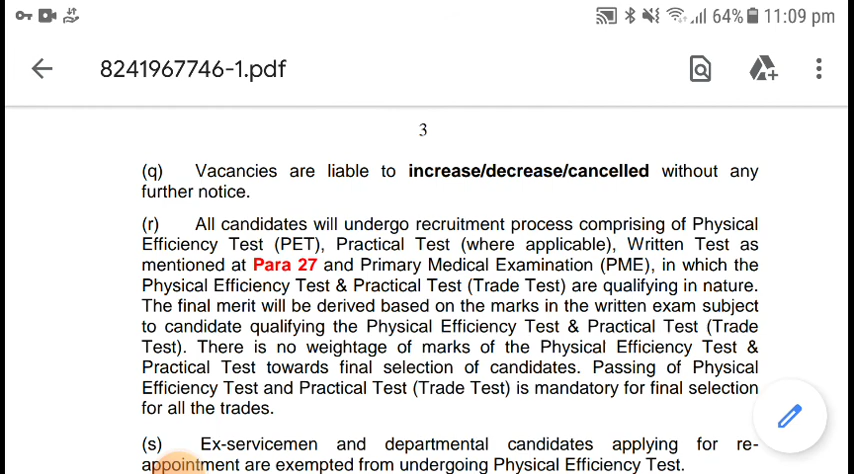 64% 11:09 pm
8241967746-1.pdf
3
(q) Vacancies are liable to increase/decrease/cancelled without any
further notice.
(r) All candidates will undergo recruitment process comprising of Physical
Efficiency Test (PET), Practical Test (where applicable), Written Test as
mentioned at Para 27 and Primary Medical Examination (PME), in which the
Physical Efficiency Test & Practical Test (Trade Test) are qualifying in nature.
The final merit will be derived based on the marks in the written exam subject
to candidate qualifying the Physical Efficiency Test & Practical Test (Trade
Test). There is no weightage of marks of the Physical Efficiency Test &
Practical Test towards final selection of candidates. Passing of Physical
Efficiency Test and Practical Test (Trade Test) is mandatory for final selection
for all the trades.
(s) Ex-servicemen and departmental candidates applying for re-
appointment are exempted from undergoing Physical Efficiency Test.